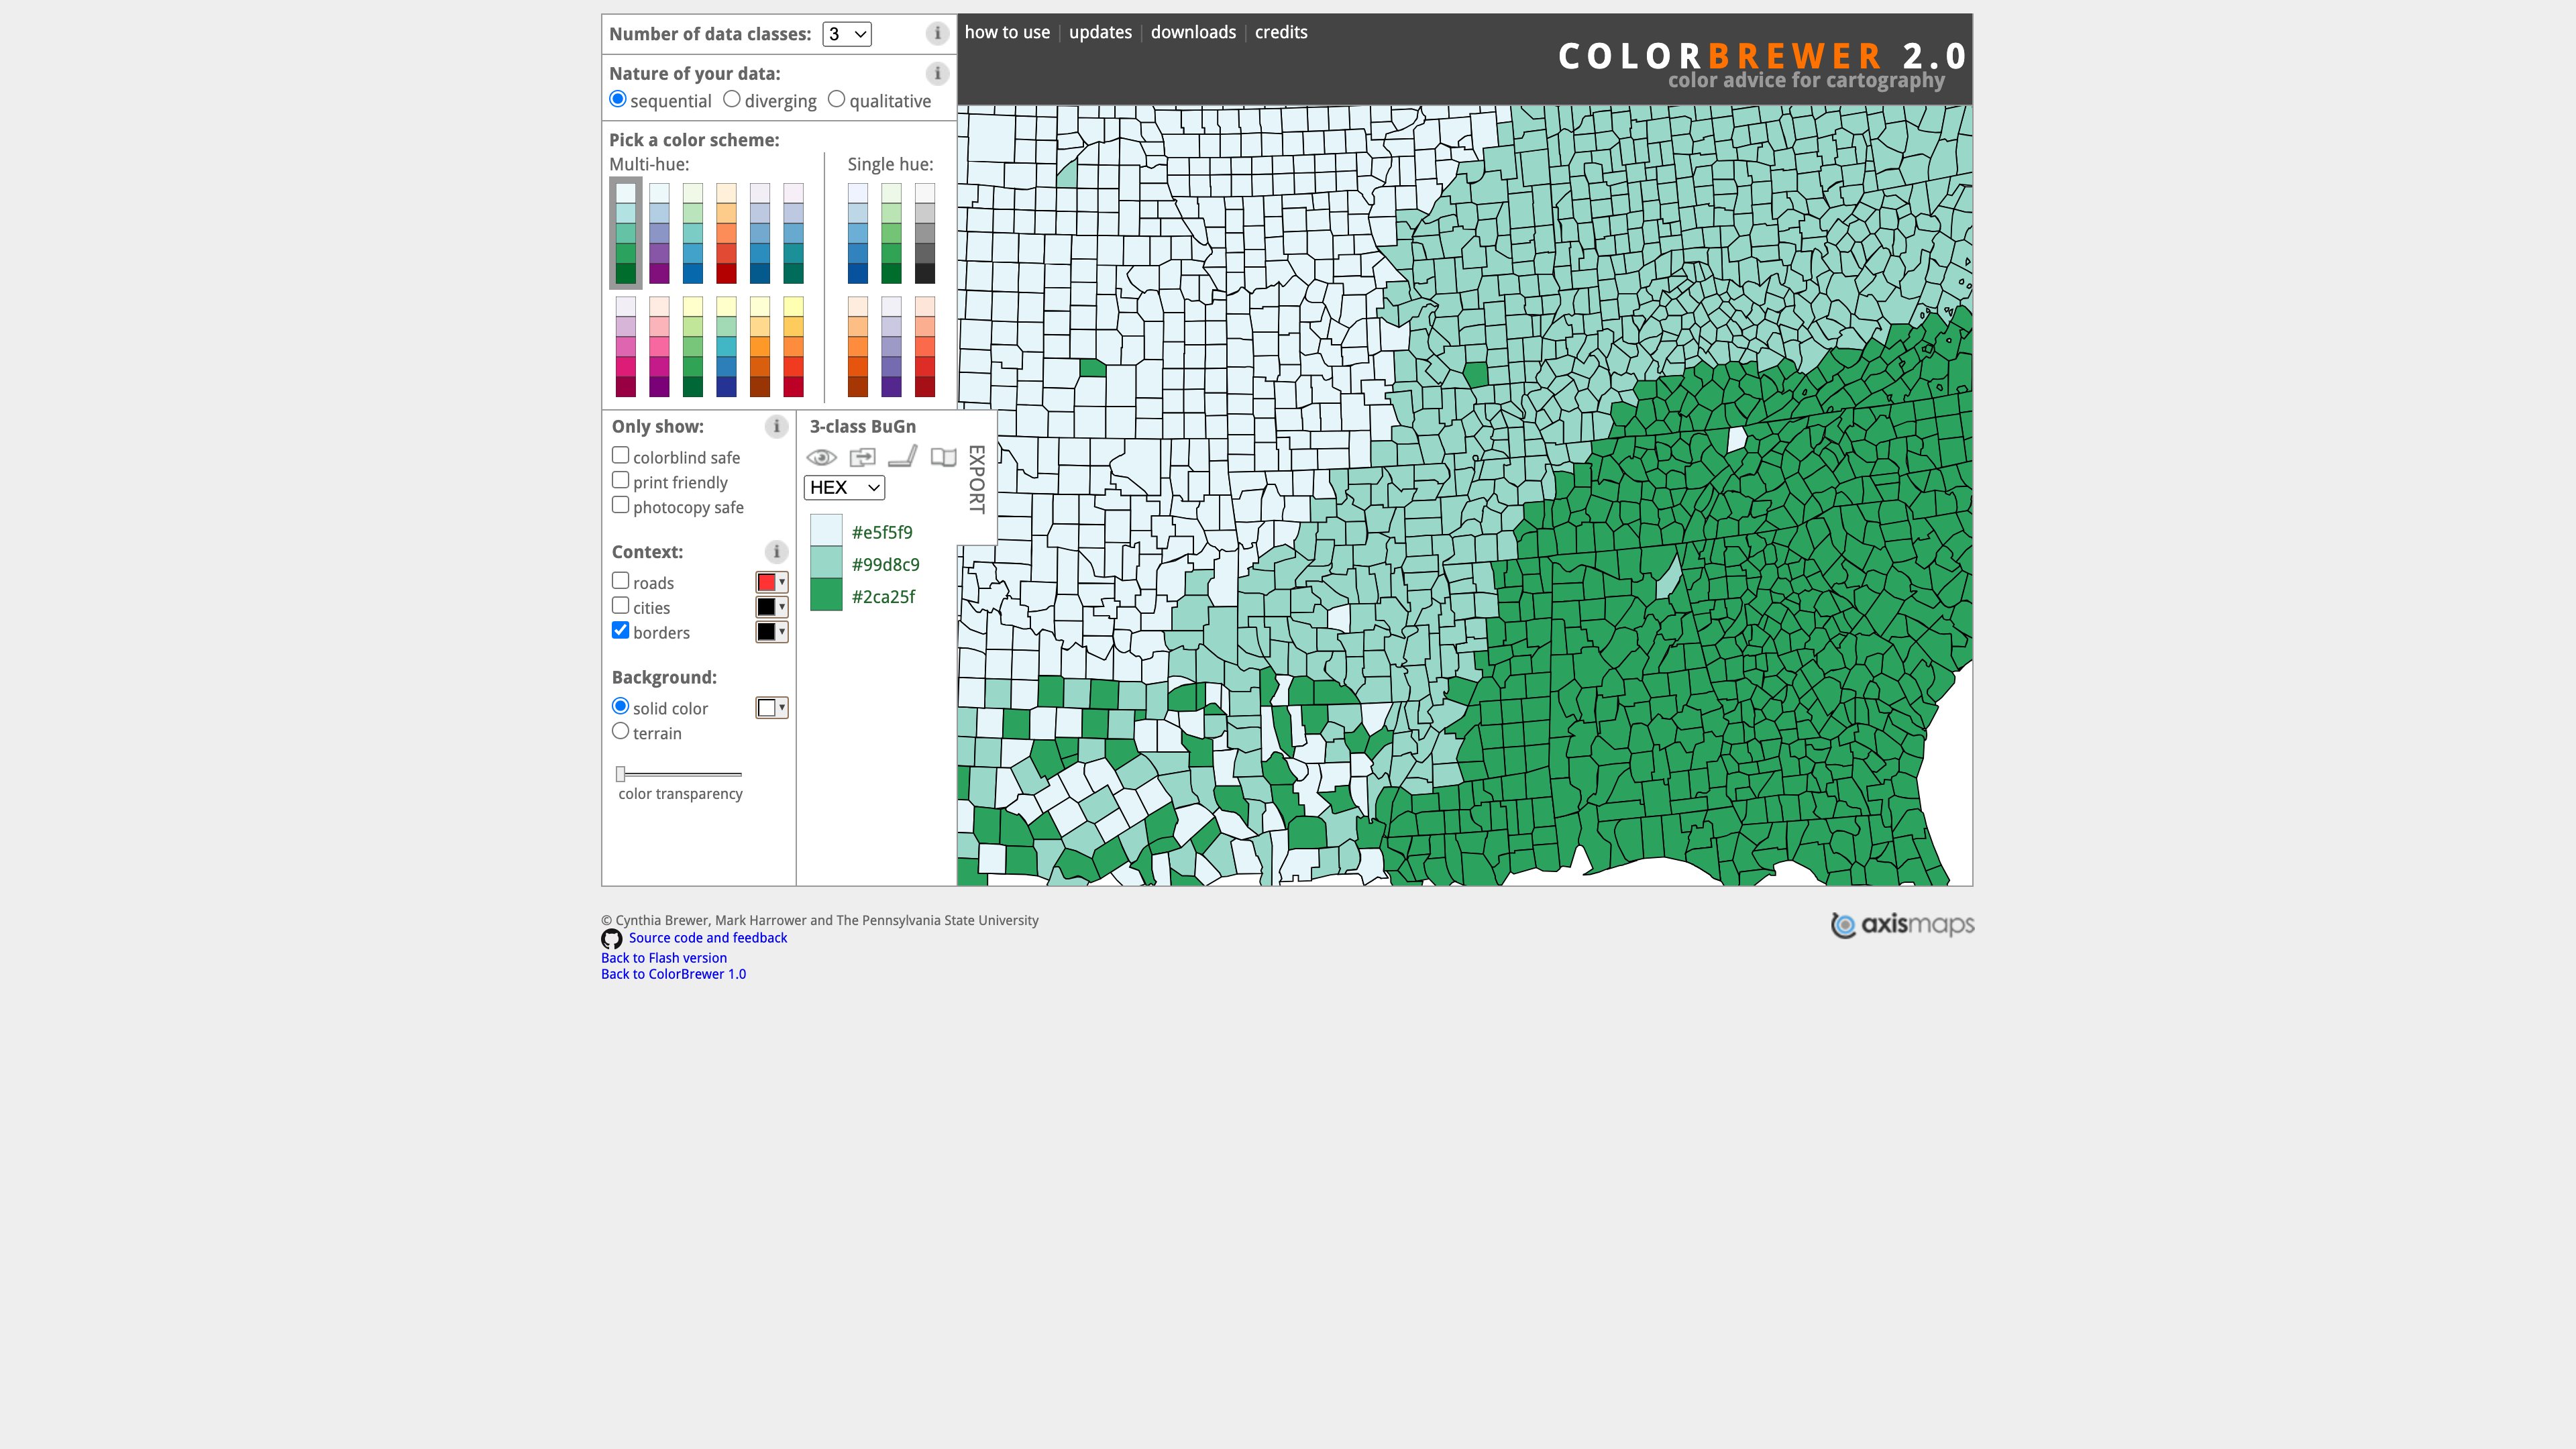 Number of data classes: 3
how to use updates downloads credits
COLORBREWER 2.0
color advice for cartography
Nature of your data:
sequential diverging qualitative
Pick a color scheme:
Multi-hue: Single hue:
Only show:
colorblind safe
print friendly
photocopy safe
Context:
roads
cities
borders
Background:
solid color
terrain
color transparency
3-class BuGn
EXPORT
HEX
#e5f5f9
#99d8c9
#2ca25f
© Cynthia Brewer, Mark Harrower and The Pennsylvania State University
Source code and feedback
Back to Flash version
Back to ColorBrewer 1.0
axismaps